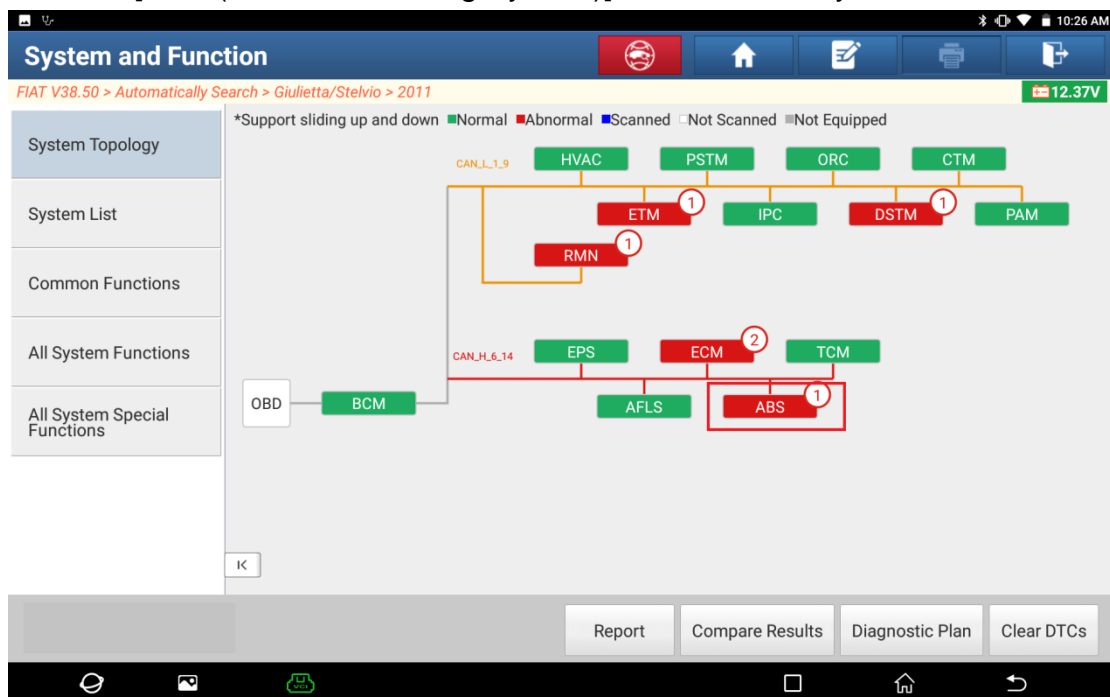 10:26 AM
System and Function
FIAT V38.50 > Automatically Search > Giulietta/Stelvio > 2011
12.37V
System Topology
System List
Common Functions
All System Functions
All System Special
Functions
*Support sliding up and down Normal Abnormal Scanned Not Scanned Not Equipped
CAN_L_1_9
HVAC PSTM ORC CTM
ETM 1 IPC DSTM 1 PAM
RMN 1
CAN_H_6_14
EPS ECM 2 TCM
OBD BCM AFLS ABS 1
Report Compare Results Diagnostic Plan Clear DTCs
VCI